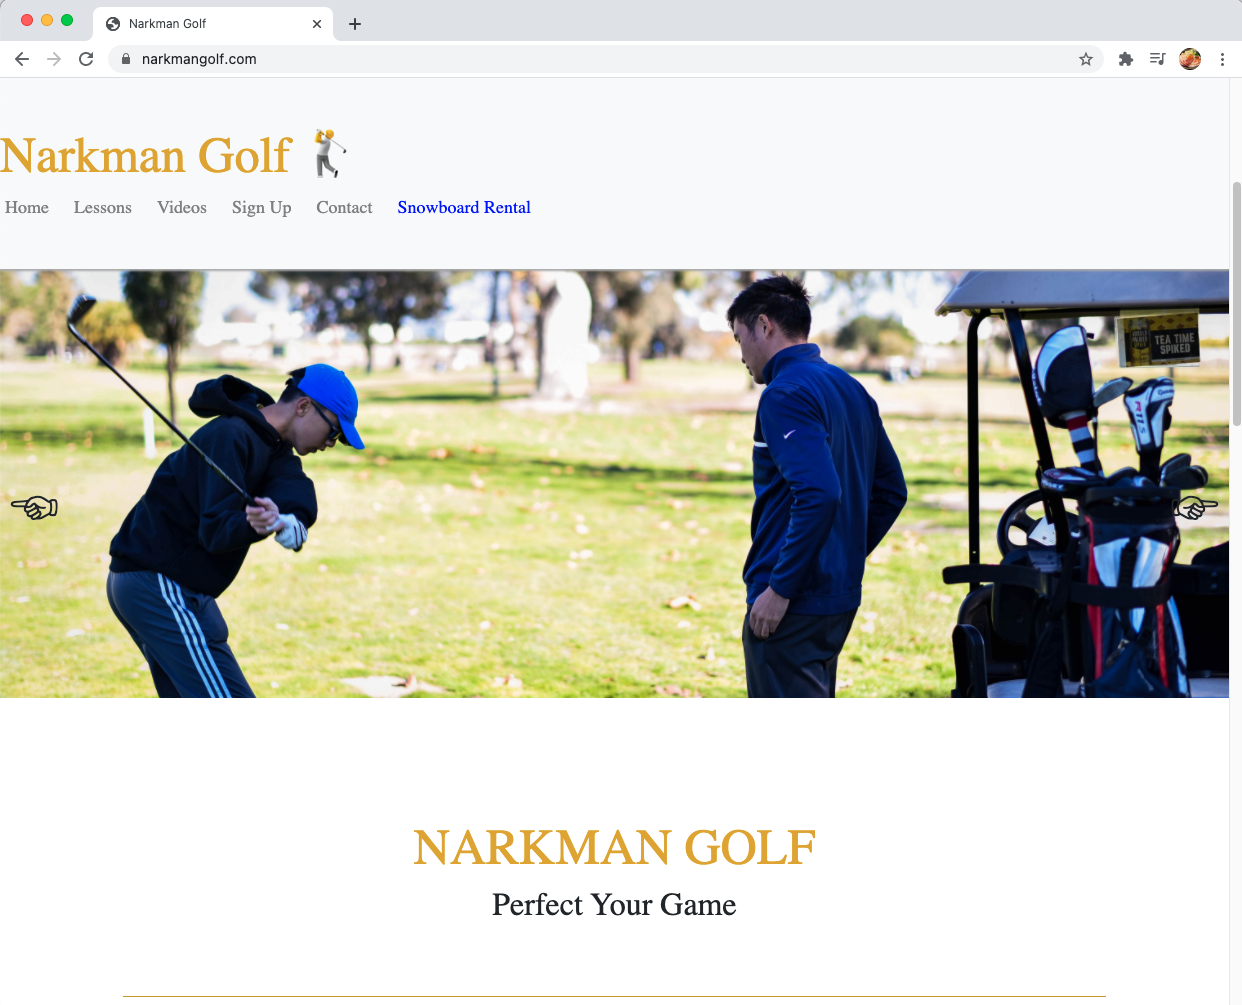 Narkman Golf
narkmangolf.com
Narkman Golf
Home Lessons Videos Sign Up Contact Snowboard Rental
TEA TIME
SPIKED
R11 S
NARKMAN GOLF
Perfect Your Game